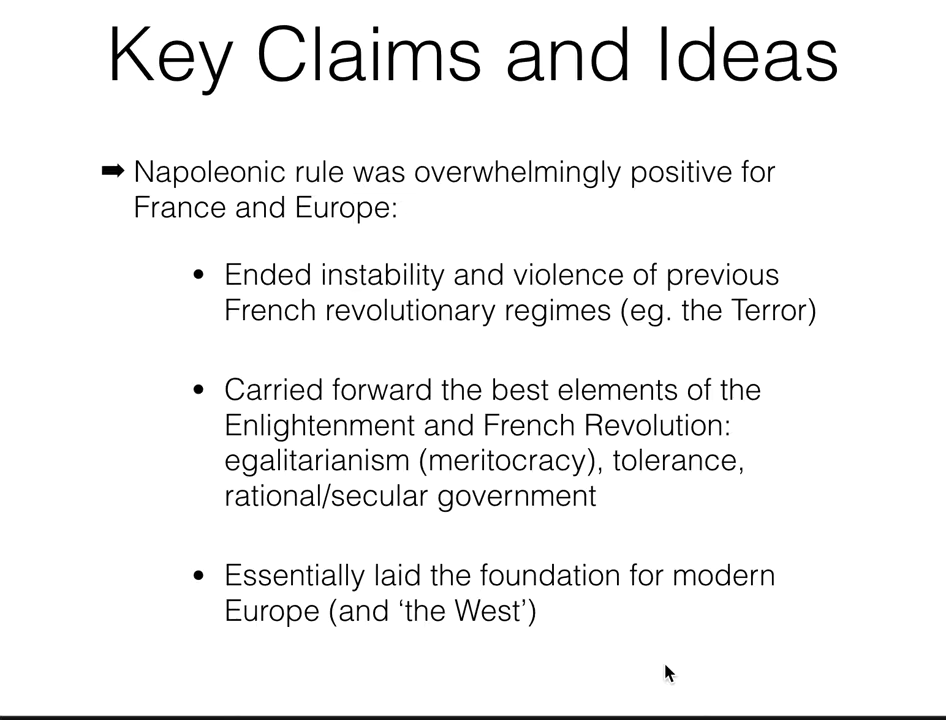 Key Claims and Ideas
➡ Napoleonic rule was overwhelmingly positive for
France and Europe:
• Ended instability and violence of previous
French revolutionary regimes (eg. the Terror)
• Carried forward the best elements of the
Enlightenment and French Revolution:
egalitarianism (meritocracy), tolerance,
rational/secular government
• Essentially laid the foundation for modern
Europe (and ‘the West’)